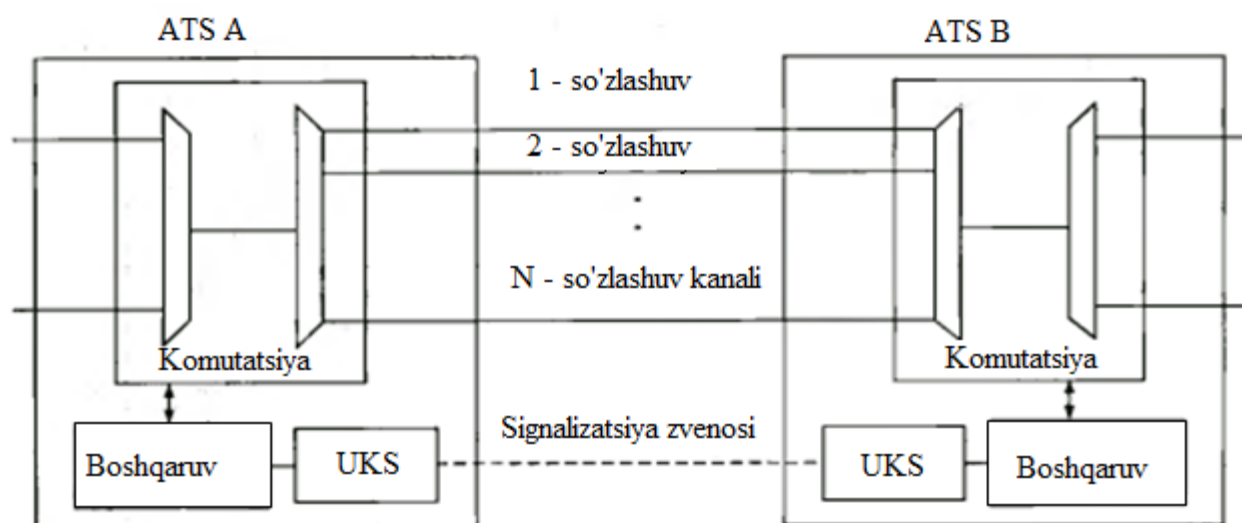 ATS A
ATS B
1 - so'zlashuv
2 - so'zlashuv
N - so'zlashuv kanali
Komutatsiya
Komutatsiya
Signalizatsiya zvenosi
Boshqaruv
UKS
UKS
Boshqaruv